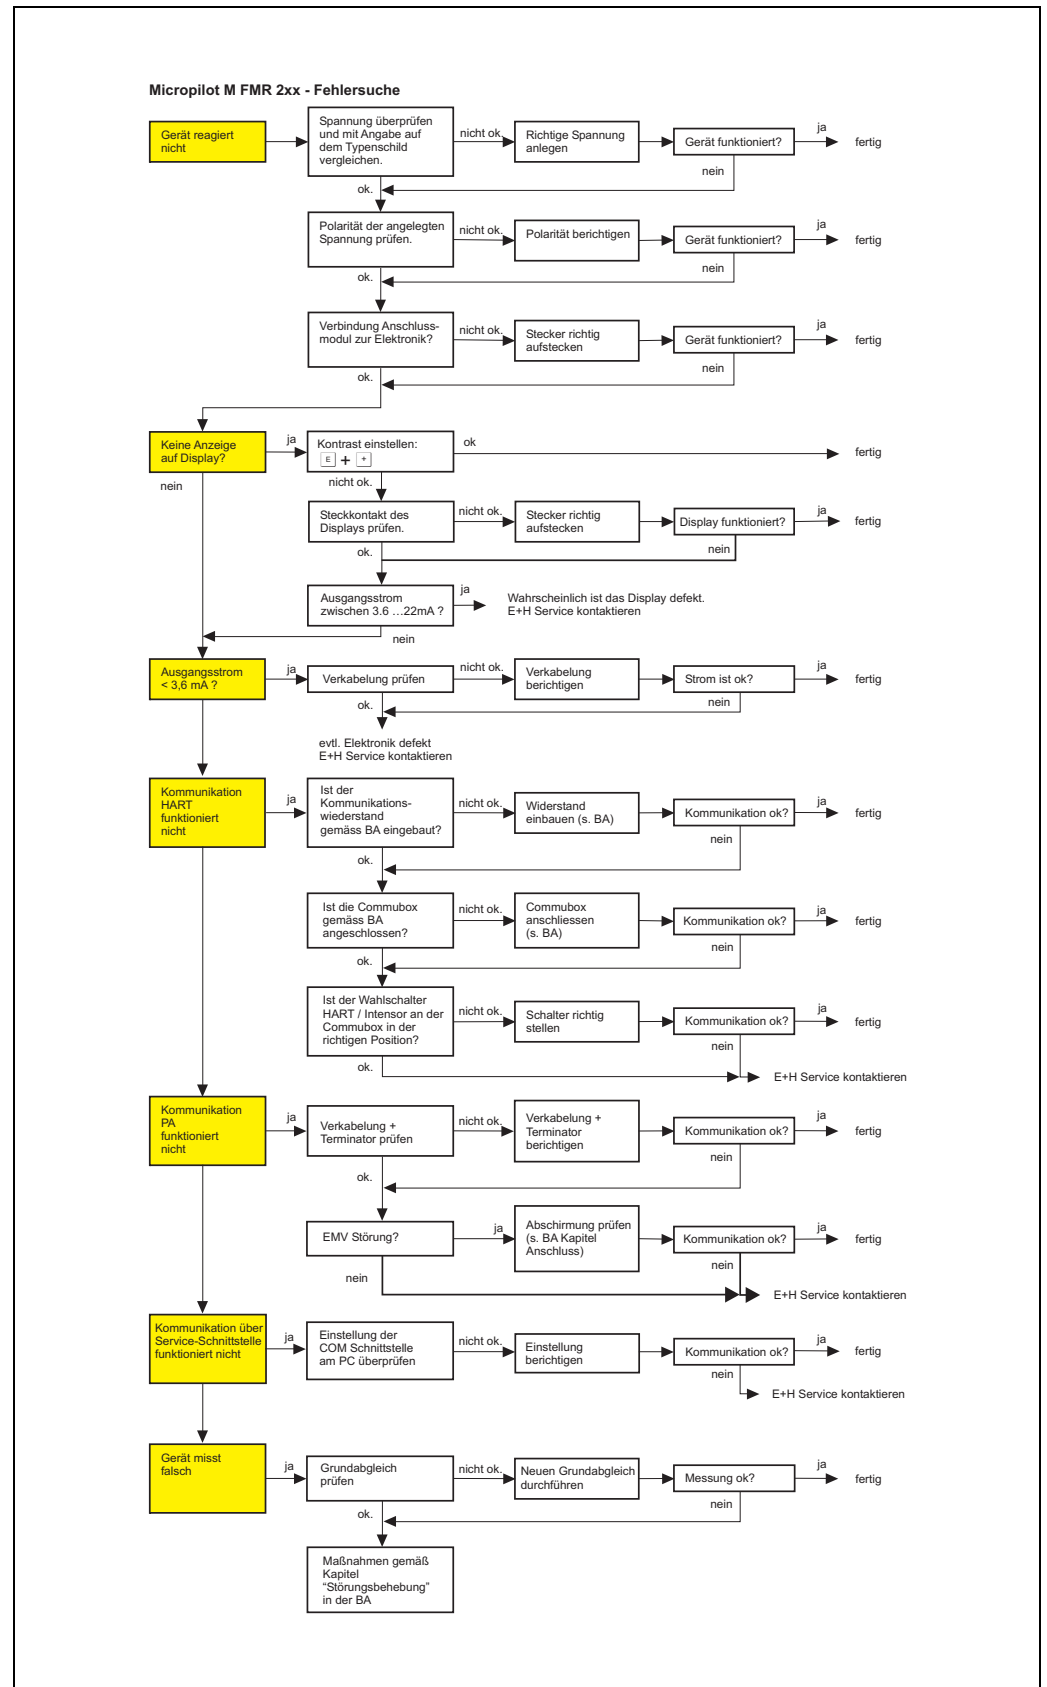 Micropilot M FMR 2xx - Fehlersuche
Gerät reagiert
nicht
Spannung überprüfen
und mit Angabe auf
dem Typenschild
vergleichen.
nicht ok.
Richtige Spannung
anlegen
Gerät funktioniert?
ja
fertig
nein
ok.
Polarität der angelegten
Spannung prüfen.
nicht ok.
Polarität berichtigen
Gerät funktioniert?
ja
fertig
nein
ok.
Verbindung Anschluss-
modul zur Elektronik?
nicht ok.
Stecker richtig
aufstecken
Gerät funktioniert?
ja
fertig
nein
ok.
Keine Anzeige
auf Display?
ja
Kontrast einstellen:
E + +
ok
fertig
nein
nicht ok.
Steckkontakt des
Displays prüfen.
nicht ok.
Stecker richtig
aufstecken
Display funktioniert?
ja
fertig
nein
ok.
Ausgangsstrom
zwischen 3.6 ...22mA ?
ja
Wahrscheinlich ist das Display defekt.
E+H Service kontaktieren
nein
Ausgangsstrom
< 3,6 mA ?
ja
Verkabelung prüfen
nicht ok.
Verkabelung
berichtigen
Strom ist ok?
ja
fertig
nein
ok.
evtl. Elektronik defekt
E+H Service kontaktieren
Kommunikation
HART
funktioniert
nicht
ja
Ist der
Kommunikations-
wiederstand
gemäss BA eingebaut?
nicht ok.
Widerstand
einbauen (s. BA)
Kommunikation ok?
ja
fertig
nein
ok.
Ist die Commubox
gemäss BA
angeschlossen?
nicht ok.
Commubox
anschliessen
(s. BA)
Kommunikation ok?
ja
fertig
nein
ok.
Ist der Wahlschalter
HART / Intensor an der
Commubox in der
richtigen Position?
nicht ok.
Schalter richtig
stellen
Kommunikation ok?
ja
fertig
nein
ok.
E+H Service kontaktieren
Kommunikation
PA
funktioniert
nicht
ja
Verkabelung +
Terminator prüfen
nicht ok.
Verkabelung +
Terminator
berichtigen
Kommunikation ok?
ja
fertig
nein
ok.
EMV Störung?
ja
Abschirmung prüfen
(s. BA Kapitel
Anschluss)
Kommunikation ok?
ja
fertig
nein
nein
E+H Service kontaktieren
Kommunikation über
Service-Schnittstelle
funktioniert nicht
ja
Einstellung der
COM Schnittstelle
am PC überprüfen
nicht ok.
Einstellung
berichtigen
Kommunikation ok?
ja
fertig
nein
E+H Service kontaktieren
Gerät misst
falsch
ja
Grundabgleich
prüfen
nicht ok.
Neuen Grundabgleich
durchführen
Messung ok?
ja
fertig
nein
ok.
Maßnahmen gemäß
Kapitel
“Störungsbehebung”
in der BA